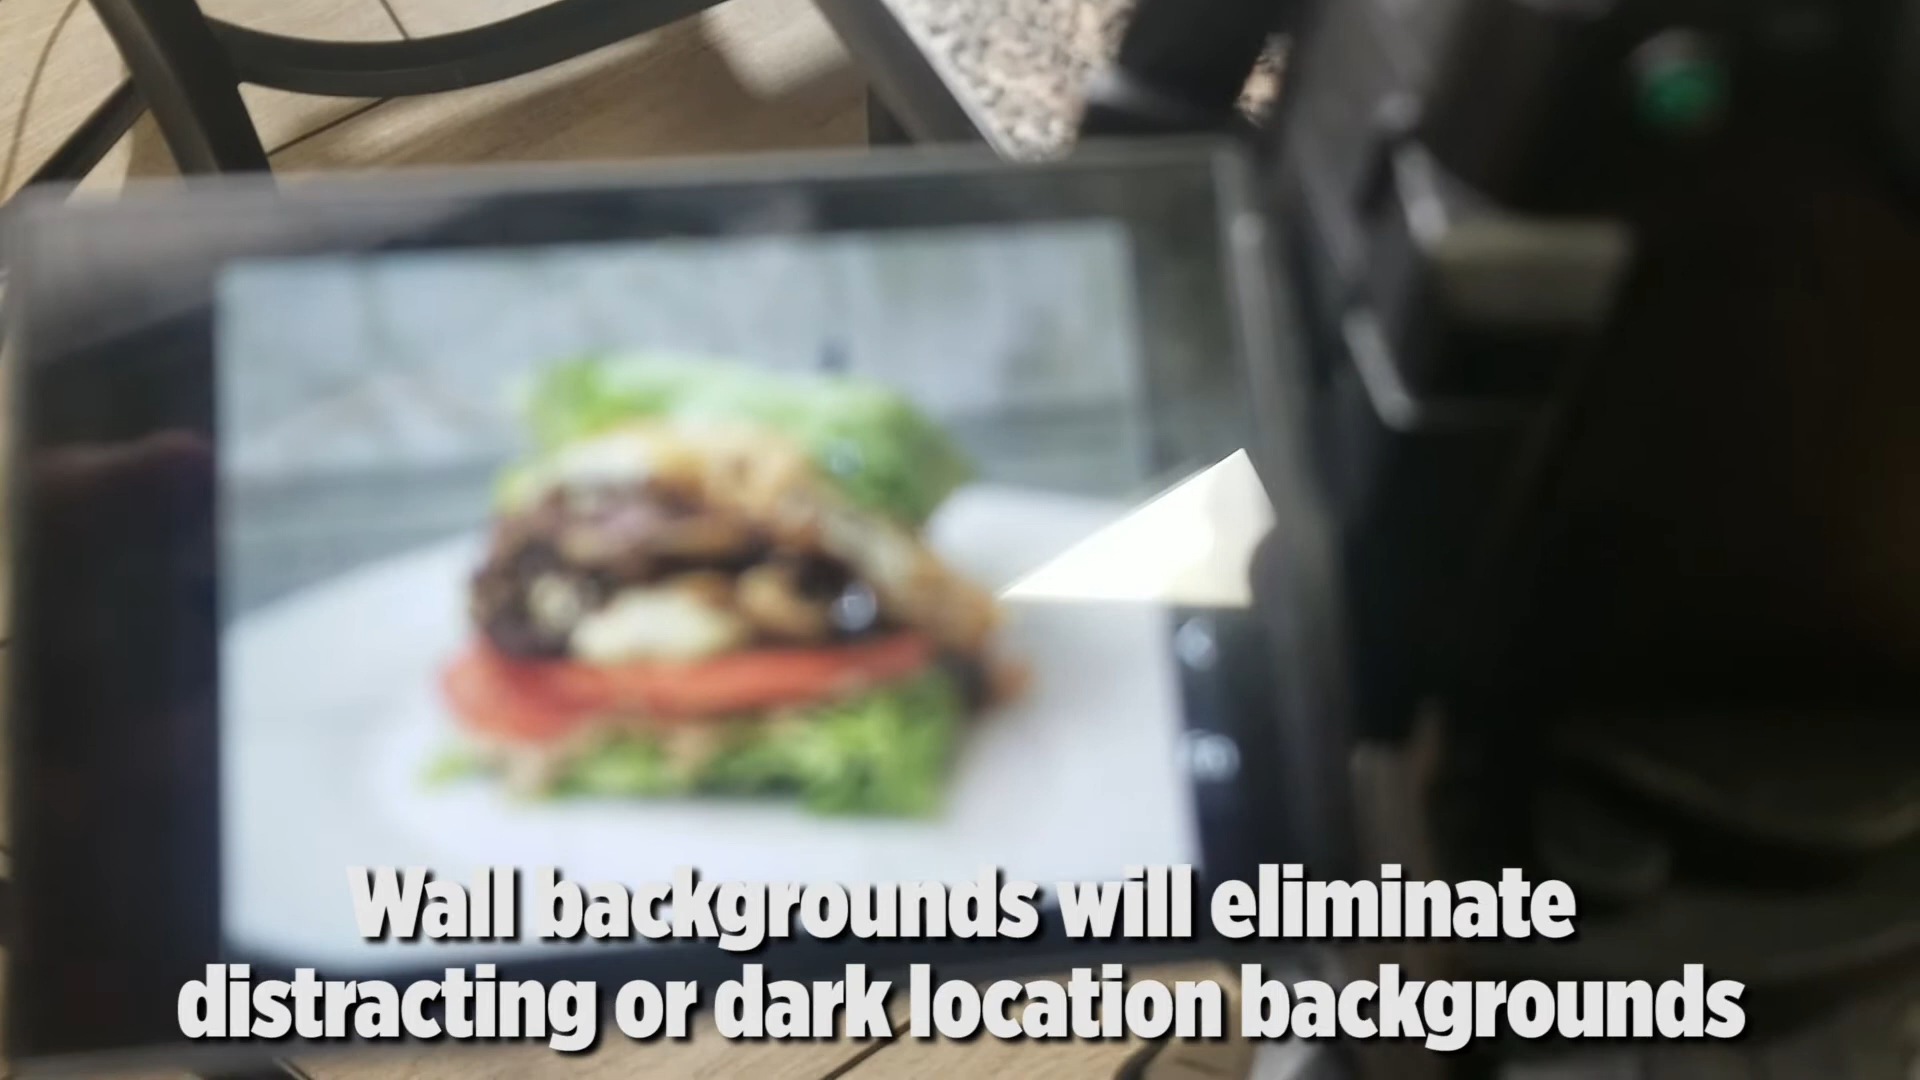 Wall backgrounds will eliminate
distracting or dark location backgrounds